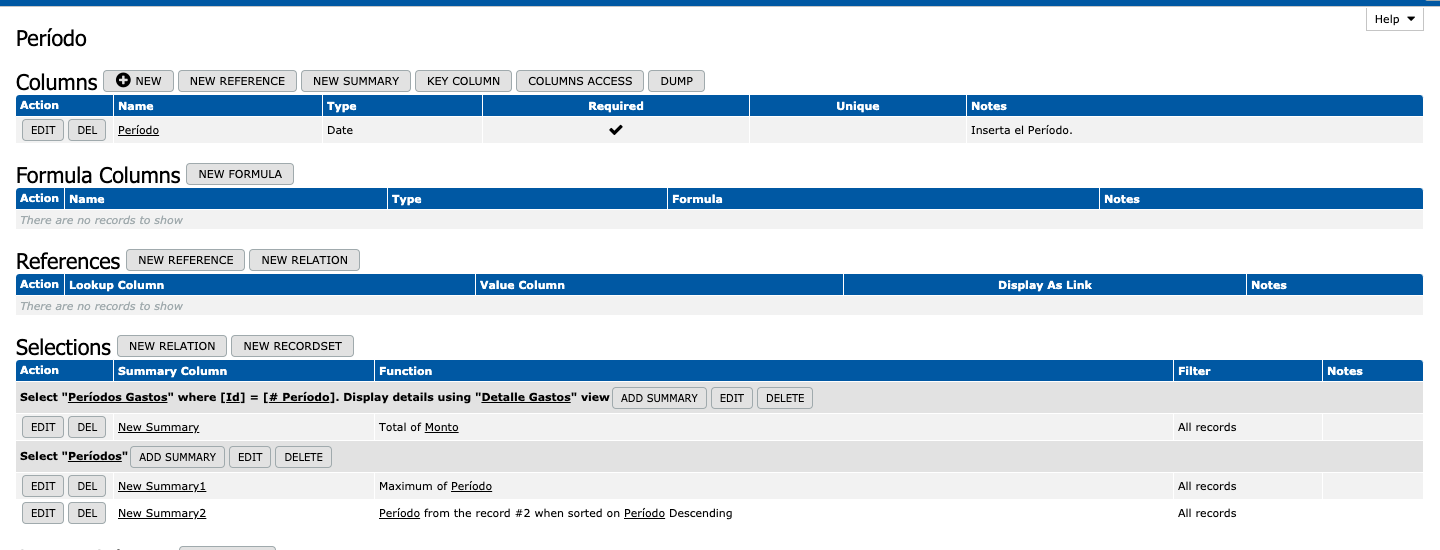 Help
Período
Columns NEW NEW REFERENCE NEW SUMMARY KEY COLUMN COLUMNS ACCESS DUMP
Action Name Type Required Unique Notes
EDIT DEL Período Date Inserta el Período.
Formula Columns NEW FORMULA
Action Name Type Formula Notes
There are no records to show
References NEW REFERENCE NEW RELATION
Action Lookup Column Value Column Display As Link Notes
There are no records to show
Selections NEW RELATION NEW RECORDSET
Action Summary Column Function Filter Notes
Select "Períodos Gastos" where [Id] = [# Período]. Display details using "Detalle Gastos" view ADD SUMMARY EDIT DELETE
EDIT DEL New Summary Total of Monto All records
Select "Períodos" ADD SUMMARY EDIT DELETE
EDIT DEL New Summary1 Maximum of Período All records
EDIT DEL New Summary2 Período from the record #2 when sorted on Período Descending All records